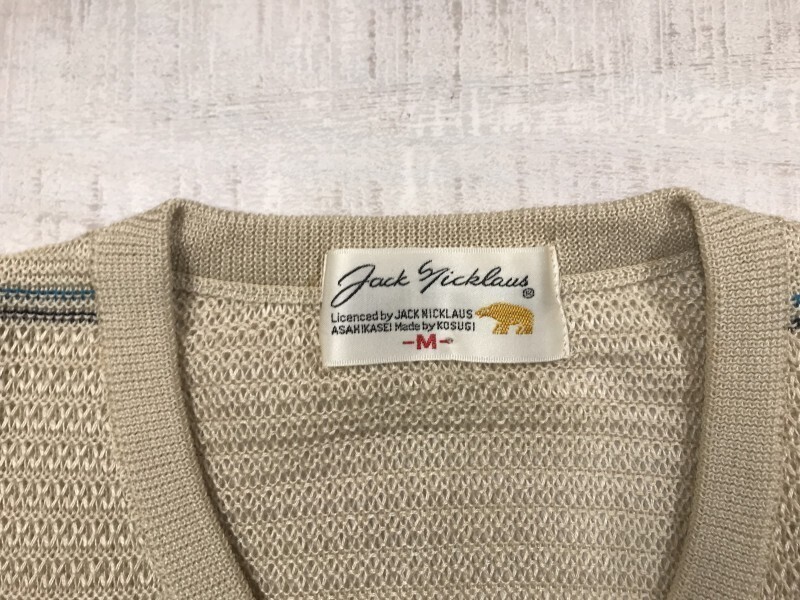 Jack Nicklaus®
Licenced by JACK NICKLAUS
ASAHIKASEI Made by KOSUGI
-M-